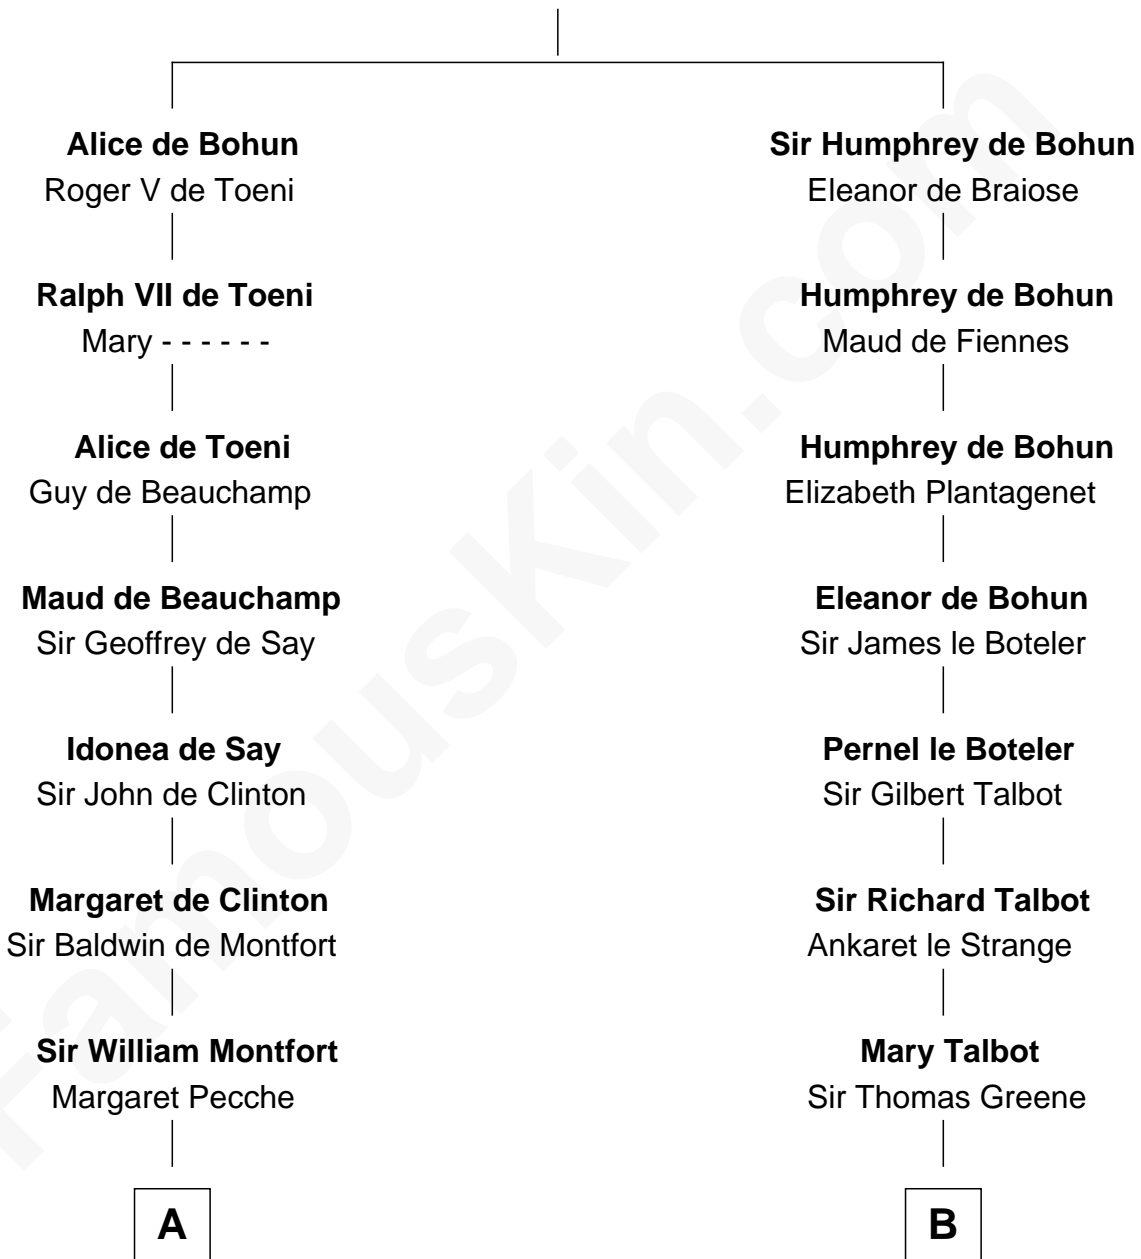 Alice de Bohun
Roger V de Toeni
Ralph VII de Toeni
Mary - - - - - -
Alice de Toeni
Guy de Beauchamp
Maud de Beauchamp
Sir Geoffrey de Say
Idonea de Say
Sir John de Clinton
Margaret de Clinton
Sir Baldwin de Montfort
Sir William Montfort
Margaret Pecche
A
Sir Humphrey de Bohun
Eleanor de Braiose
Humphrey de Bohun
Maud de Fiennes
Humphrey de Bohun
Elizabeth Plantagenet
Eleanor de Bohun
Sir James le Boteler
Pernel le Boteler
Sir Gilbert Talbot
Sir Richard Talbot
Ankaret le Strange
Mary Talbot
Sir Thomas Greene
B
FamousKin.com